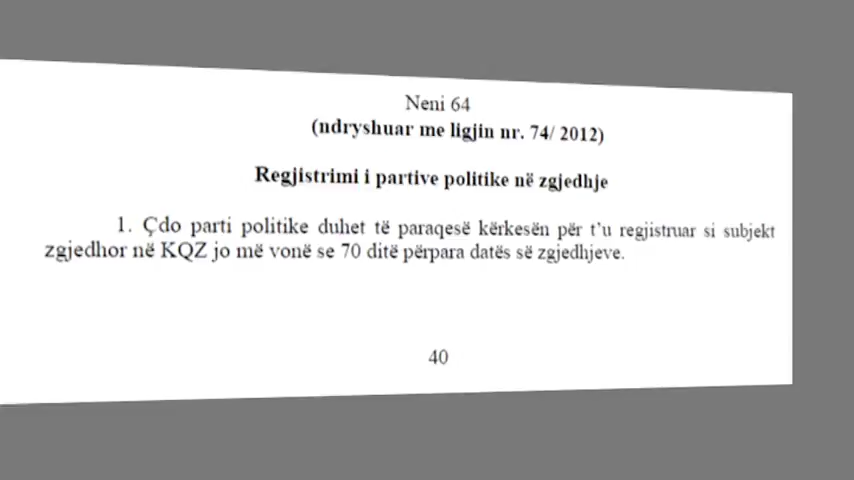 Neni 64
(ndryshuar me ligjin nr. 74/ 2012)
Regjistrimi i partive politike në zgjedhje
1. Çdo parti politike duhet të paraqesë kërkesën për t’u regjistruar si subjekt
zgjedhor në KQZ jo më vonë se 70 ditë përpara datës së zgjedhjeve.
40